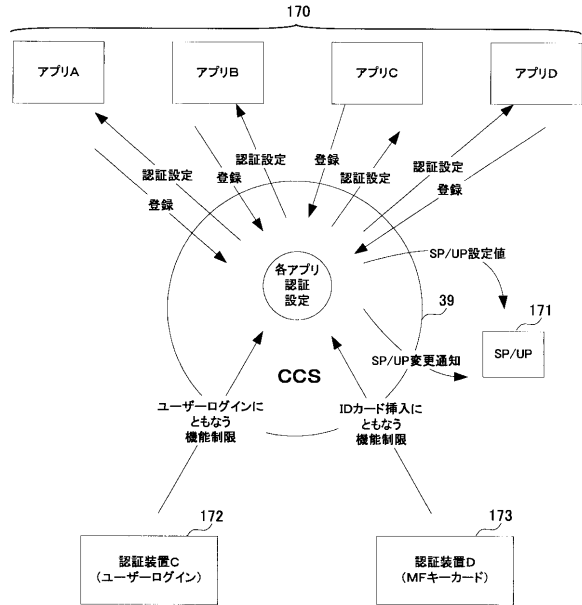 170
アプリA
アプリB
アプリC
アプリD
認証設定
登録
認証設定
登録
登録
認証設定
認証設定
登録
各アプリ
認証
設定
SP/UP設定値
39
171
SP/UP
SP/UP変更通知
CCS
ユーザーログインに
ともなう
機能制限
IDカード挿入に
ともなう
機能制限
172
認証装置C
(ユーザーログイン)
173
認証装置D
(MFキーカード)